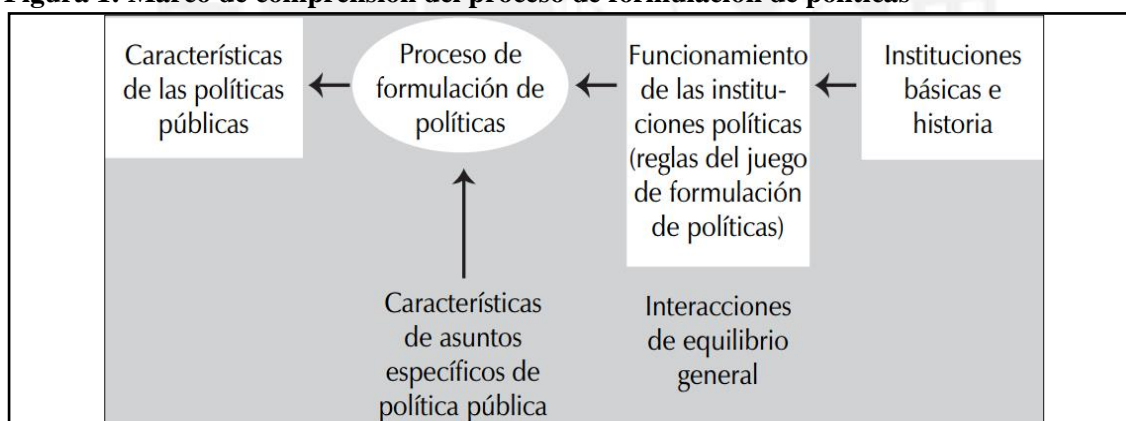 Figura 1: Marco de comprensión del proceso de formulación de políticas
Características
de las políticas
públicas
Proceso de
formulación de
políticas
Funcionamiento
de las institu-
ciones políticas
(reglas del juego
de formulación
de políticas)
Instituciones
básicas e
historia
Características
de asuntos
específicos de
política pública
Interacciones
de equilibrio
general